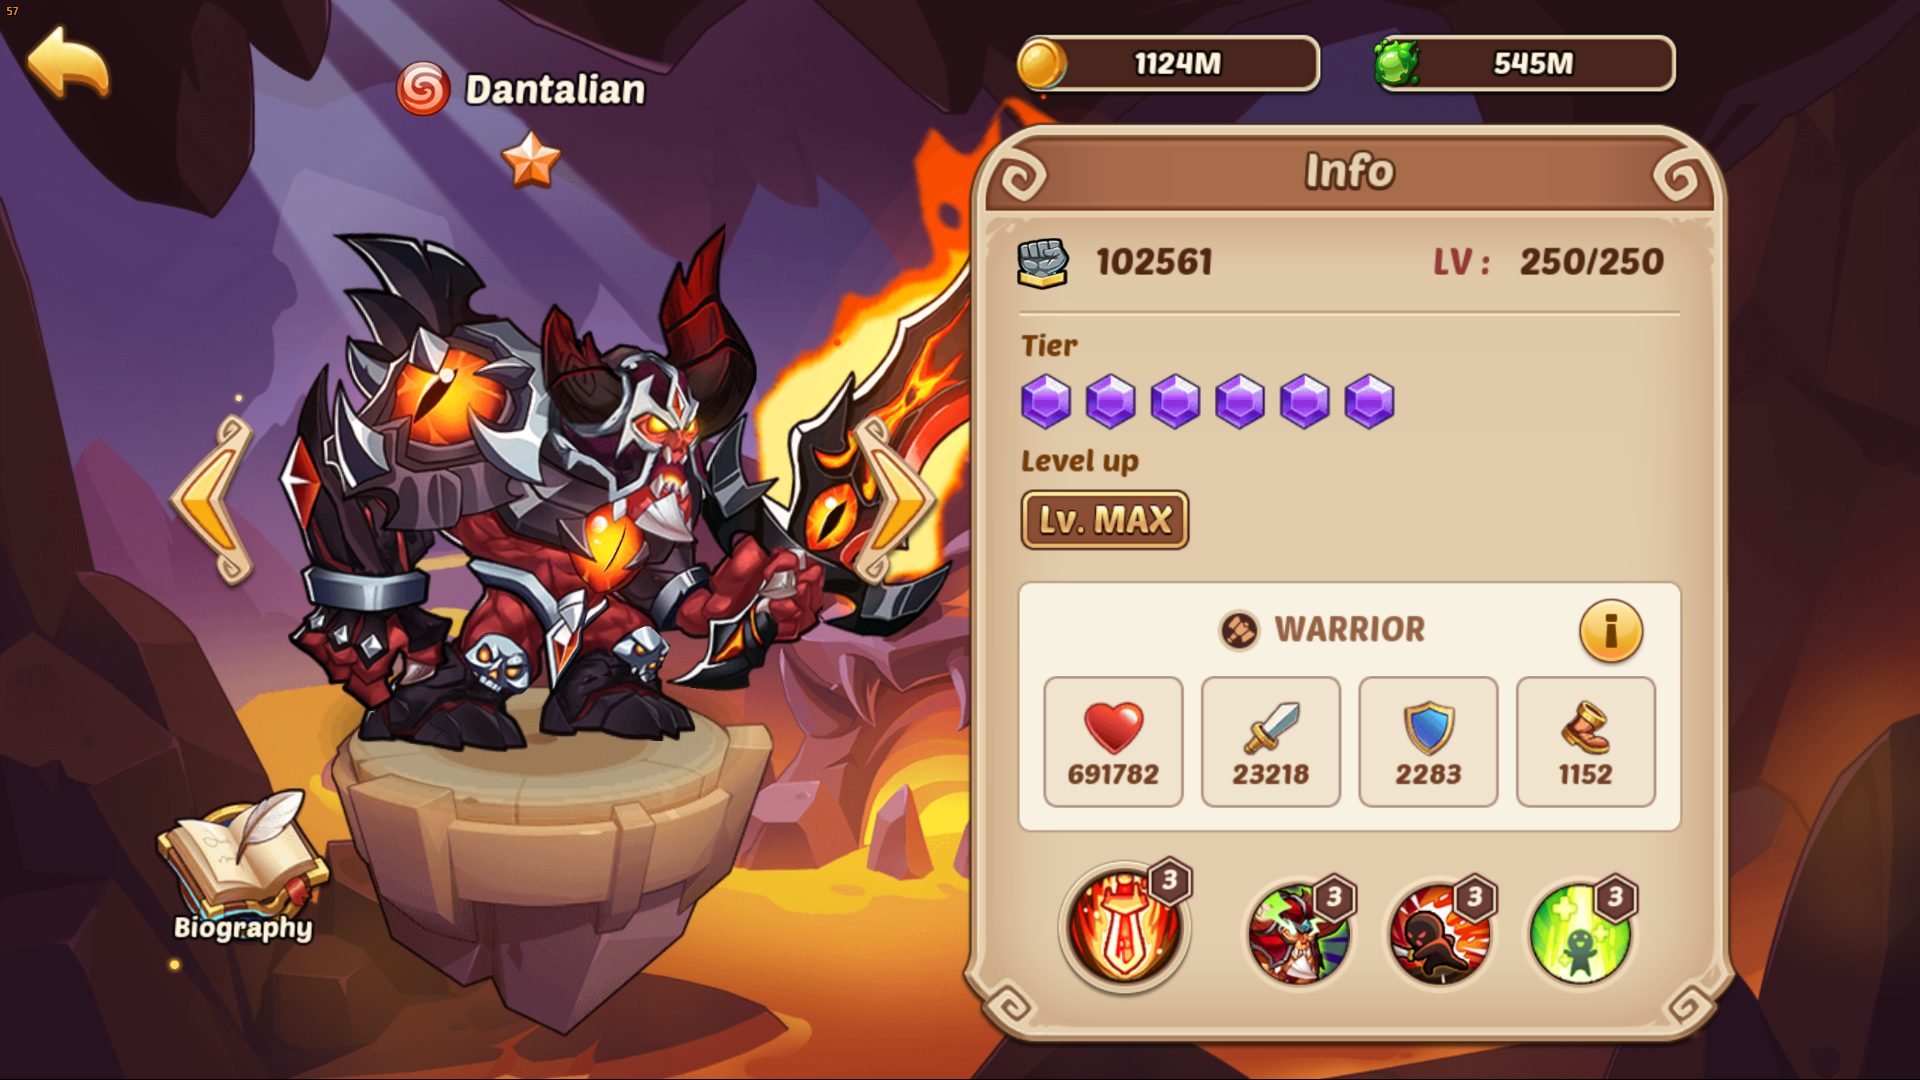 57
Dantalian
1124M
545M
Info
102561
LV : 250/250
Tier
Level up
Lv. MAX
WARRIOR
691782
23218
2283
1152
3
3
3
3
Biography